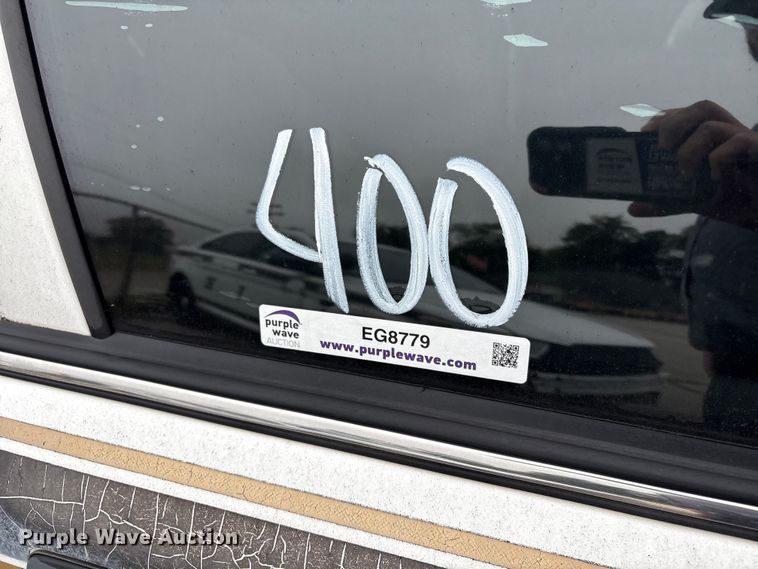 400
purple
wave
AUCTION
EG8779
www.purplewave.com
Purple Wave Auction